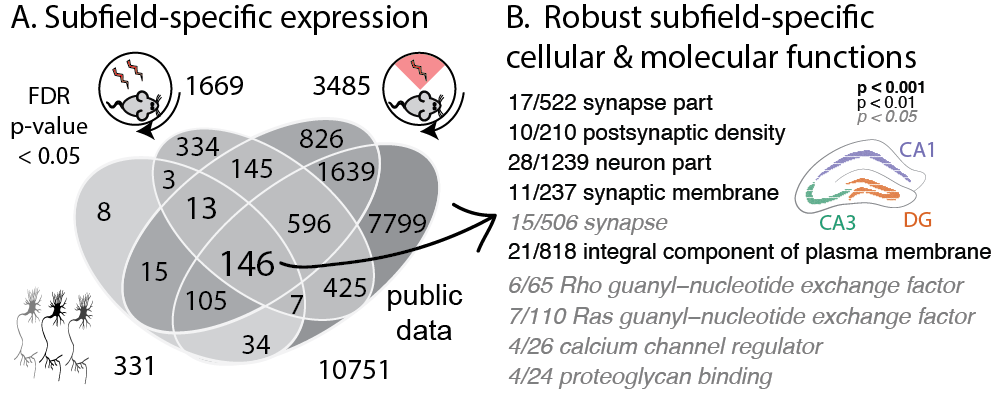 A. Subfield-specific expression
FDR
p-value
< 0.05
1669
3485
334
826
145
1639
3
8
13
596
7799
15
146
105
7
425
34
331
10751
public
data
B. Robust subfield-specific
cellular & molecular functions
p < 0.001
p < 0.01
p < 0.05
17/522 synapse part
10/210 postsynaptic density
28/1239 neuron part
11/237 synaptic membrane
15/506 synapse
21/818 integral component of plasma membrane
6/65 Rho guanyl–nucleotide exchange factor
7/110 Ras guanyl–nucleotide exchange factor
4/26 calcium channel regulator
4/24 proteoglycan binding
CA1
CA3
DG